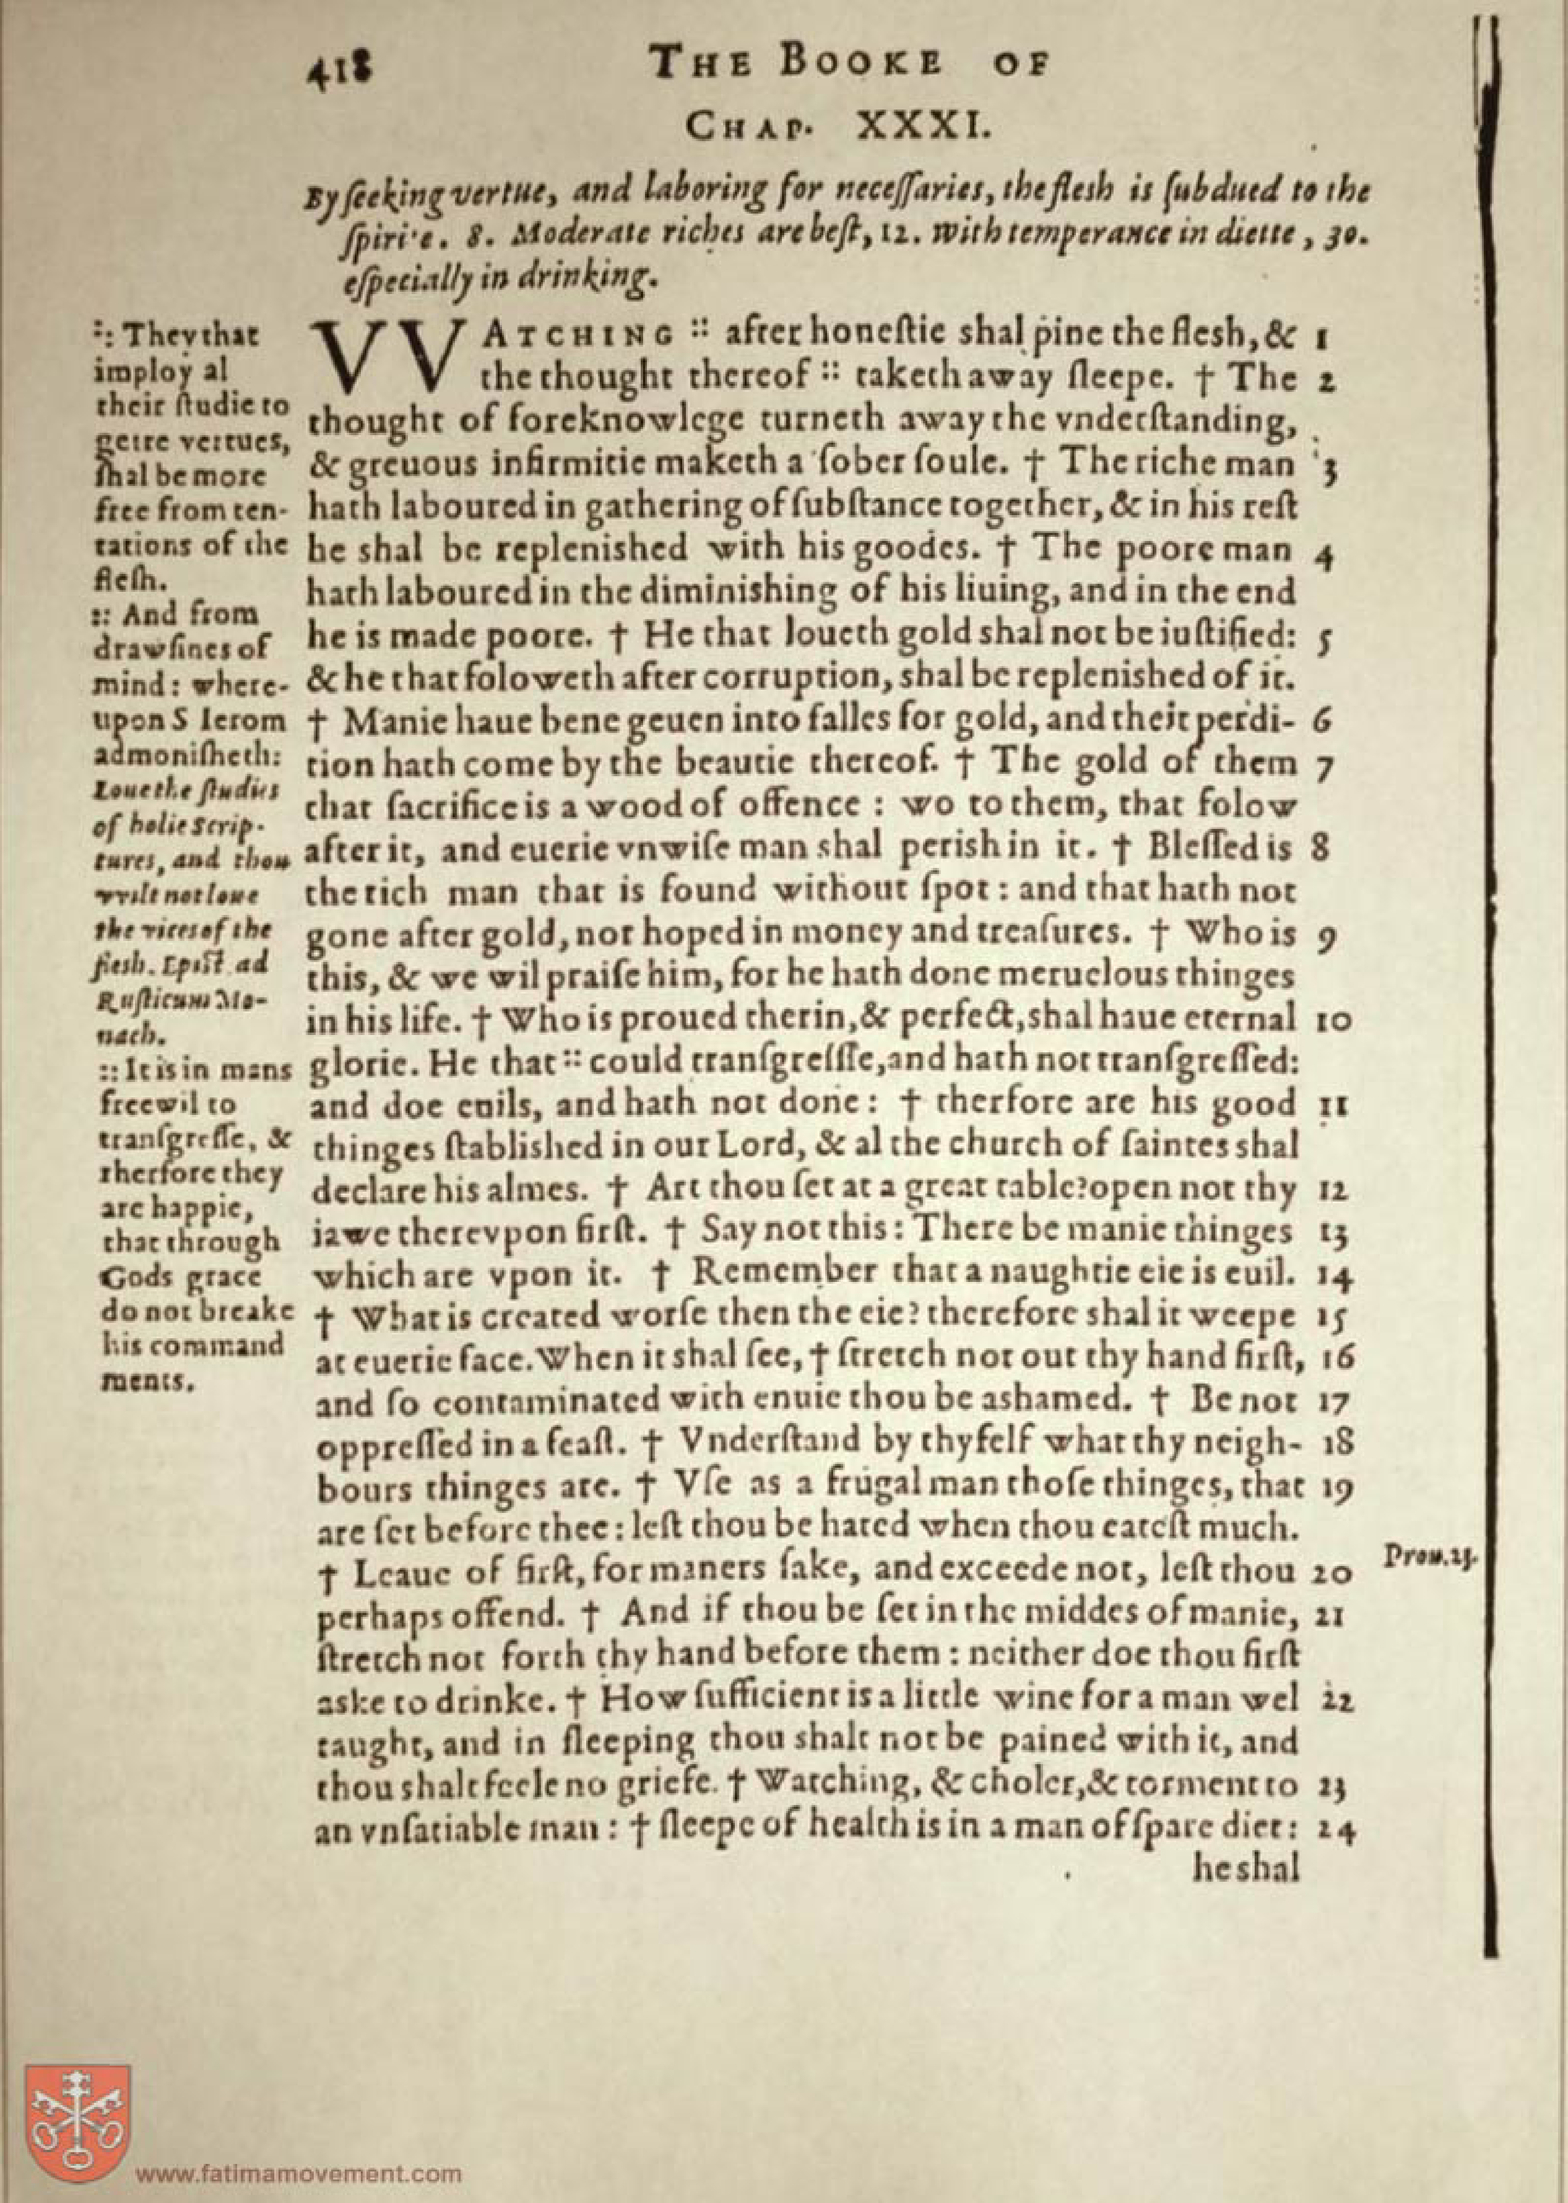 418 THE BOOKE OF
CHAP. XXXI.
By ſeeking vertue, and laboring for neceſſaries, the flesh is ſubdued to the
ſpirite. 8. Moderate riches are beſt, 12. with temperance in diette, 30.
eſpecially in drinking.
:: They that
imploy al
their ſtudie to
gette vertues,
ſhal be more
free from ten-
tations of the
fleſh.
:: And from
drawſines of
mind: where-
upon S Ierom
admoniſheth:
Loue the ſtudies
of holie Scrip-
tures, and thou
wilt not loue
the vices of the
flesh. Epiſt ad
Ruſticum Mo-
nach.
:: It is in mans
freewil to
tranſgreſſe, &
therfore they
are happie,
that through
Gods grace
do not breake
his command
ments.
VVATCHING :: after honeſtie shal pine the flesh, & 1
the thought thereof :: taketh away ſleepe. † The 2
thought of foreknowlege turneth away the vnderſtanding,
& greuous infirmitie maketh a ſober ſoule. † The riche man 3
hath laboured in gathering of ſubſtance together, & in his reſt
he shal be replenished with his goodes. † The poore man 4
hath laboured in the diminishing of his liuing, and in the end
he is made poore. † He that loueth gold shal not be iuſtified: 5
& he that foloweth after corruption, shal be replenished of it.
† Manie haue bene geuen into falles for gold, and their perdi- 6
tion hath come by the beautie thereof. † The gold of them 7
that ſacrifice is a wood of offence : wo to them, that folow
after it, and euerie vnwiſe man shal perish in it. † Bleſſed is 8
the rich man that is found without ſpot : and that hath not
gone after gold, nor hoped in money and treaſures. † Who is 9
this, & we wil praiſe him, for he hath done meruelous thinges
in his life. † Who is proued therin, & perfect, shal haue eternal 10
glorie. He that :: could tranſgreſſe, and hath not tranſgreſſed:
and doe euils, and hath not done : † therfore are his good 11
thinges ſtablished in our Lord, & al the church of ſaintes shal
declare his almes. † Art thou ſet at a great table? open not thy 12
iawe therevpon firſt. † Say not this : There be manie thinges 13
which are vpon it. † Remember that a naughtie eie is euil. 14
† What is created worſe then the eie? therefore shal it weepe 15
at euerie face. When it shal ſee, † ſtretch not out thy hand firſt, 16
and ſo contaminated with enuie thou be ashamed. † Be not 17
oppreſſed in a feaſt. † Vnderſtand by thyſelf what thy neigh- 18
bours thinges are. † Vſe as a frugal man thoſe thinges, that 19
are ſet before thee : leſt thou be hated when thou eateſt much.
† Leaue of firſt, for maners ſake, and exceede not, leſt thou 20
perhaps offend. † And if thou be ſet in the middes of manie, 21
ſtretch not forth thy hand before them : neither doe thou firſt
aske to drinke. † How ſufficient is a little wine for a man wel 22
taught, and in ſleeping thou shalt not be pained with it, and
thou shalt feele no griefe. † Watching, & choler, & torment to 23
an vnſatiable man : † ſleepe of health is in a man of ſpare diet : 24
he shal
Prou.
www.fatimamovement.com